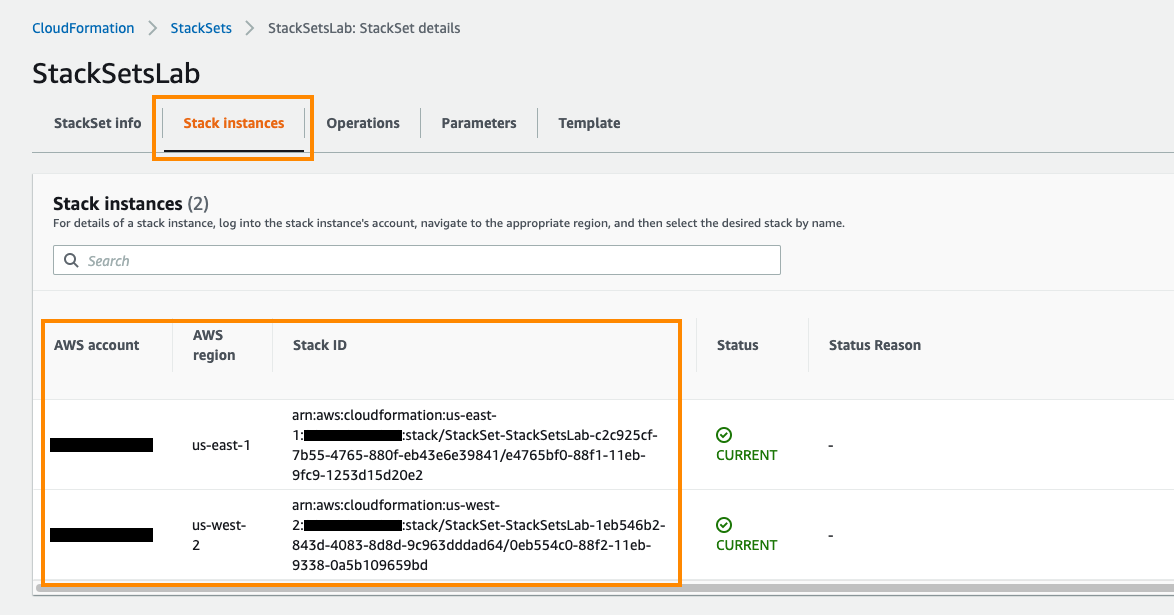 CloudFormation > StackSets > StackSetsLab: StackSet details
StackSetsLab
StackSet info Stack instances Operations Parameters Template
Stack instances (2)
For details of a stack instance, log into the stack instance's account, navigate to the appropriate region, and then select the desired stack by name.
Search
AWS account
AWS
region
Stack ID
Status
Status Reason
us-east-1
arn:aws:cloudformation:us-east-
1: :stack/StackSet-StackSetsLab-c2c925cf-
7b55-4765-880f-eb43e6e39841/e4765bf0-88f1-11eb-
9fc9-1253d15d20e2
CURRENT
-
us-west-
2
arn:aws:cloudformation:us-west-
2: :stack/StackSet-StackSetsLab-1eb546b2-
843d-4083-8d8d-9c963dddad64/0eb554c0-88f2-11eb-
9338-0a5b109659bd
CURRENT
-